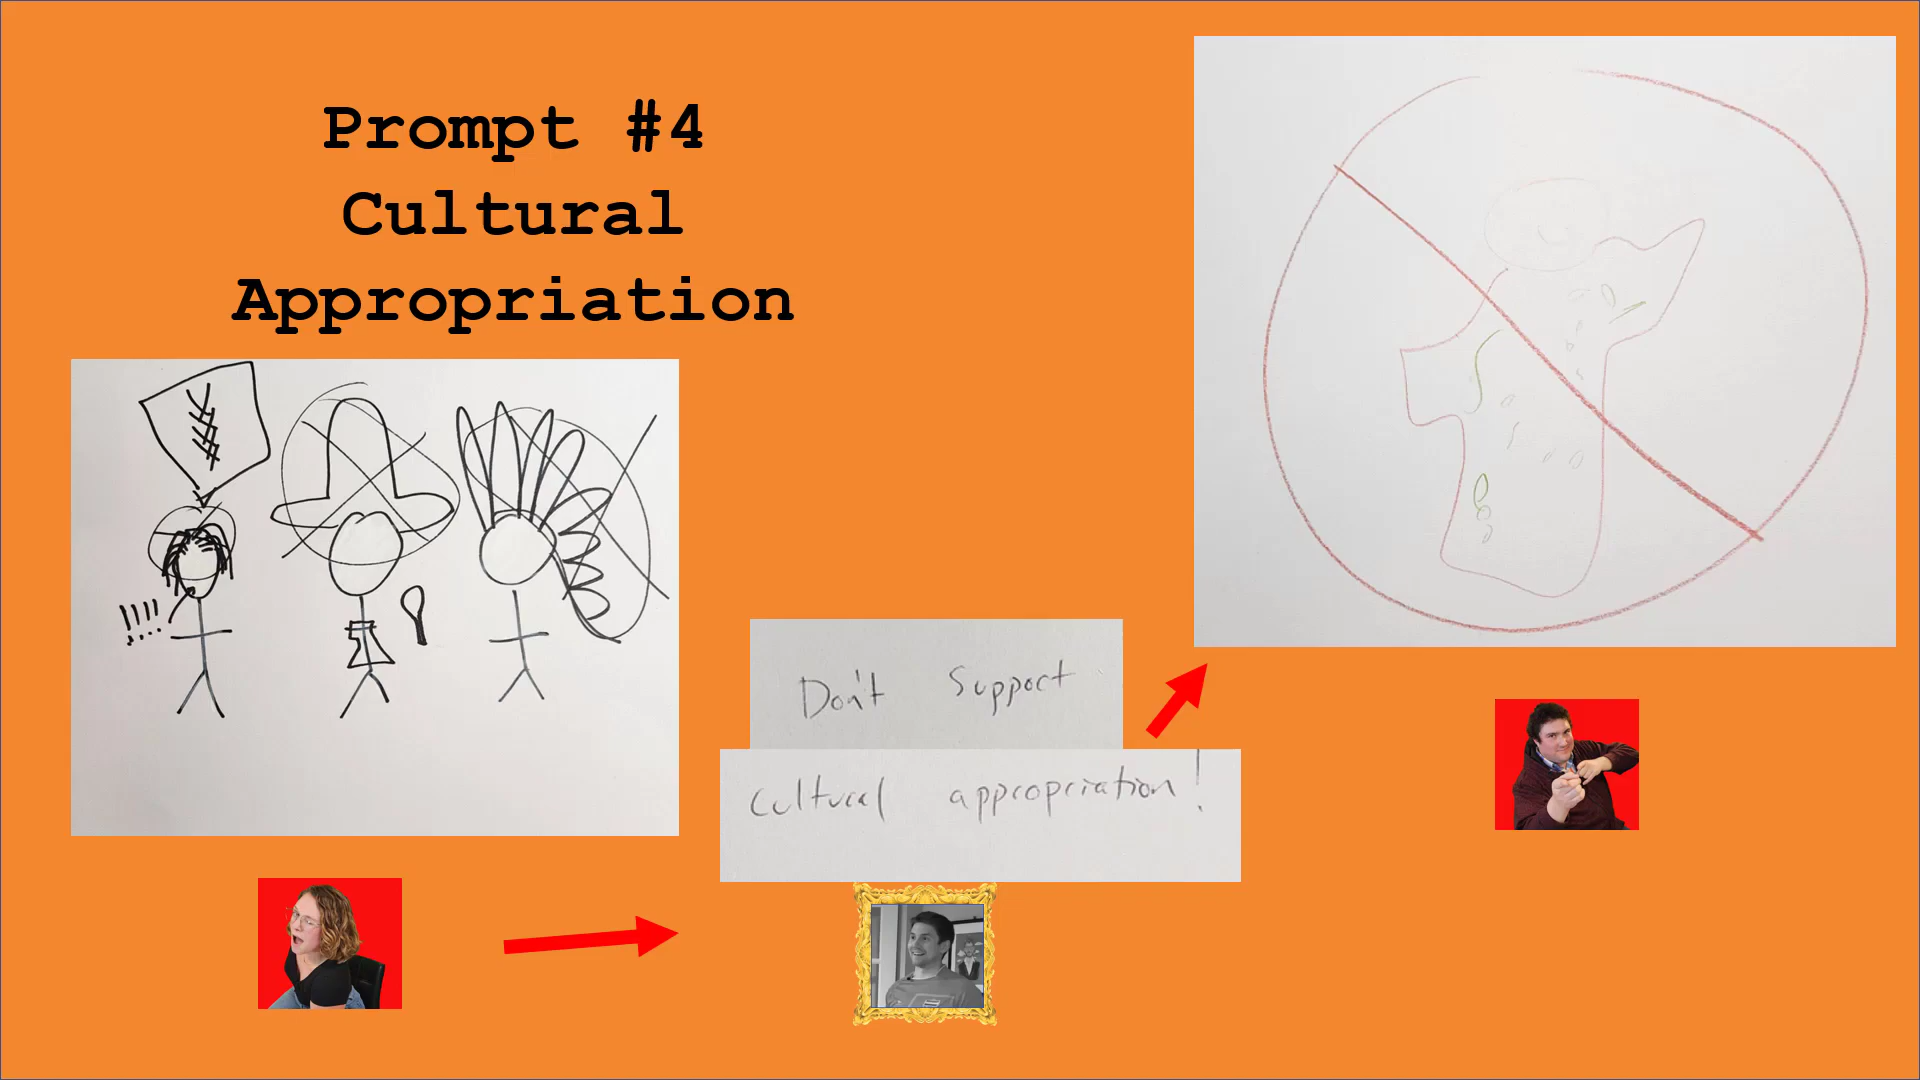 Prompt #4
Cultural
Appropriation
!!!!
Don't Support
Cultural appropriation!